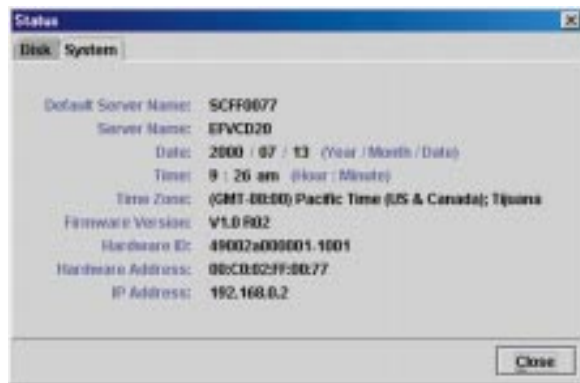 Status
Disk System
Default Server Name: SCFF0077
Server Name: EFVCD20
Date: 2000 / 07 / 13 (Year / Month / Date)
Time: 9 : 26 am (Hour : Minute)
Time Zone: (GMT-08:00) Pacific Time (US & Canada); Tijuana
Firmware Version: V1.0 R02
Hardware ID: 49002a000001.1001
Hardware Address: 00:C0:02:FF:00:77
IP Address: 192.168.0.2
Close